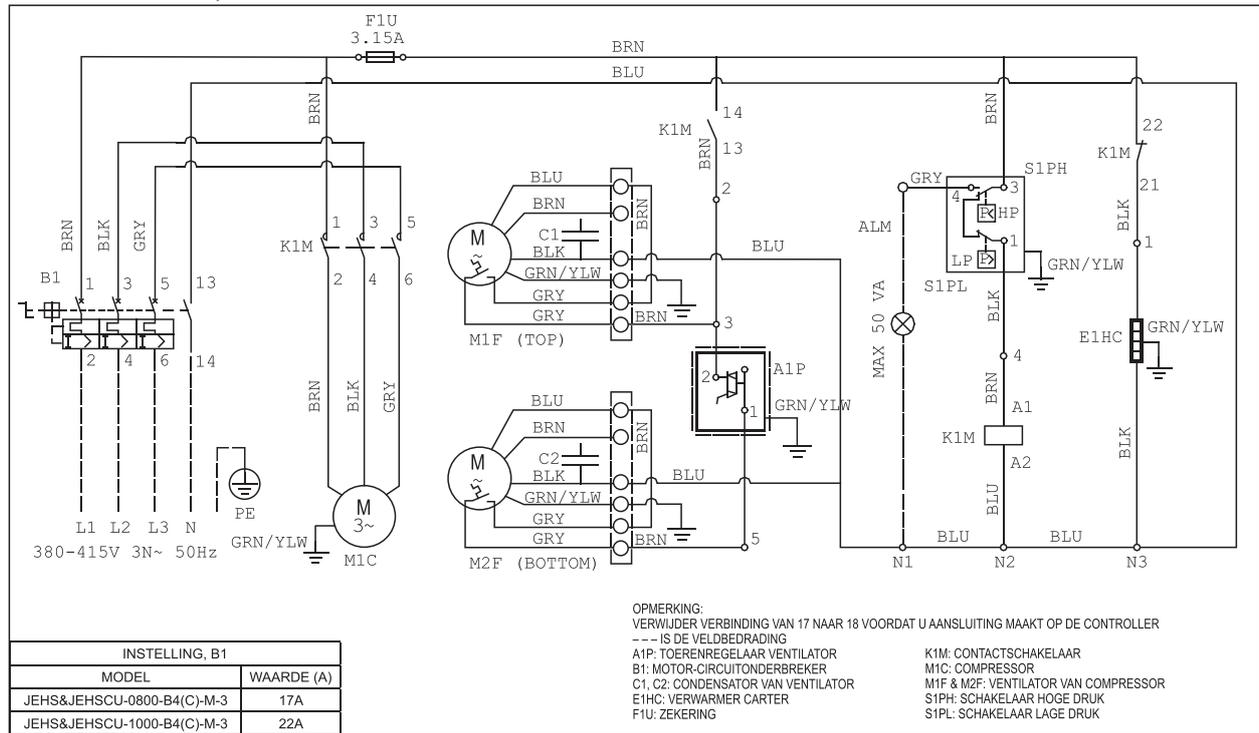 F1U
3.15A
BRN
BLU
BRN
14
K1M
13
BRN
2
BRN
22
K1M
21
BLK
1
S1PH
GRY
4
3
P< HP
1
LP P>
S1PL
GRN/YLW
ALM
MAX 50 VA
BLK
4
BRN
A1
K1M
A2
BLU
E1HC
GRN/YLW
BLK
BLU
BRN
C1
BLK
GRN/YLW
GRY
GRY
BRN
BRN
BLU
3
M
~
M1F (TOP)
2
A1P
1
GRN/YLW
BLU
BRN
C2
BLK
GRN/YLW
GRY
GRY
BRN
BRN
BLU
5
M
~
M2F (BOTTOM)
BRN
BLK
GRY
B1
1
3
5
13
I>
I>
I>
2
4
6
14
K1M
1
3
5
2
4
6
BRN
BLK
GRY
M
3~
M1C
GRN/YLW
PE
L1 L2 L3 N
380-415V 3N~ 50Hz
BLU
BLU
N1
N2
N3
OPMERKING:
VERWIJDER VERBINDING VAN 17 NAAR 18 VOORDAT U AANSLUITING MAAKT OP DE CONTROLLER
– – – IS DE VELDBEDRADING
A1P: TOERENREGELAAR VENTILATOR
B1: MOTOR-CIRCUITONDERBREKER
C1, C2: CONDENSATOR VAN VENTILATOR
E1HC: VERWARMER CARTER
F1U: ZEKERING
K1M: CONTACTSCHAKELAAR
M1C: COMPRESSOR
M1F & M2F: VENTILATOR VAN COMPRESSOR
S1PH: SCHAKELAAR HOGE DRUK
S1PL: SCHAKELAAR LAGE DRUK
INSTELLING, B1
MODEL WAARDE (A)
JEHS&JEHSCU-0800-B4(C)-M-3 17A
JEHS&JEHSCU-1000-B4(C)-M-3 22A